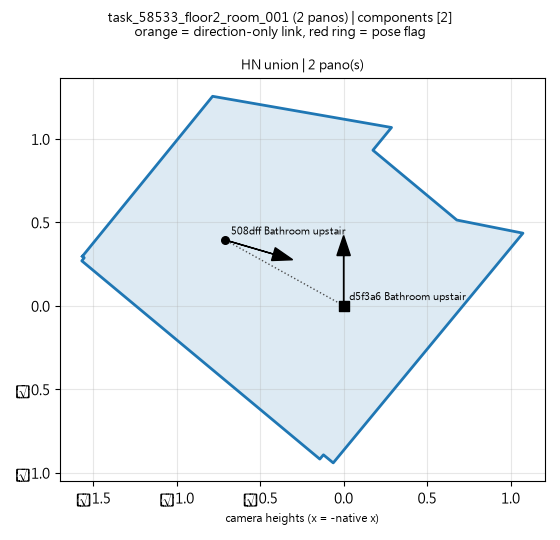 task_58533_floor2_room_001 (2 panos) | components [2]
orange = direction-only link, red ring = pose flag
HN union | 2 pano(s)
1.0
0.5
508dff Bathroom upstair
d5f3a6 Bathroom upstair
0.0
0.5
1.0
1.5 1.0 0.5 0.0 0.5 1.0
camera heights (x = -native x)